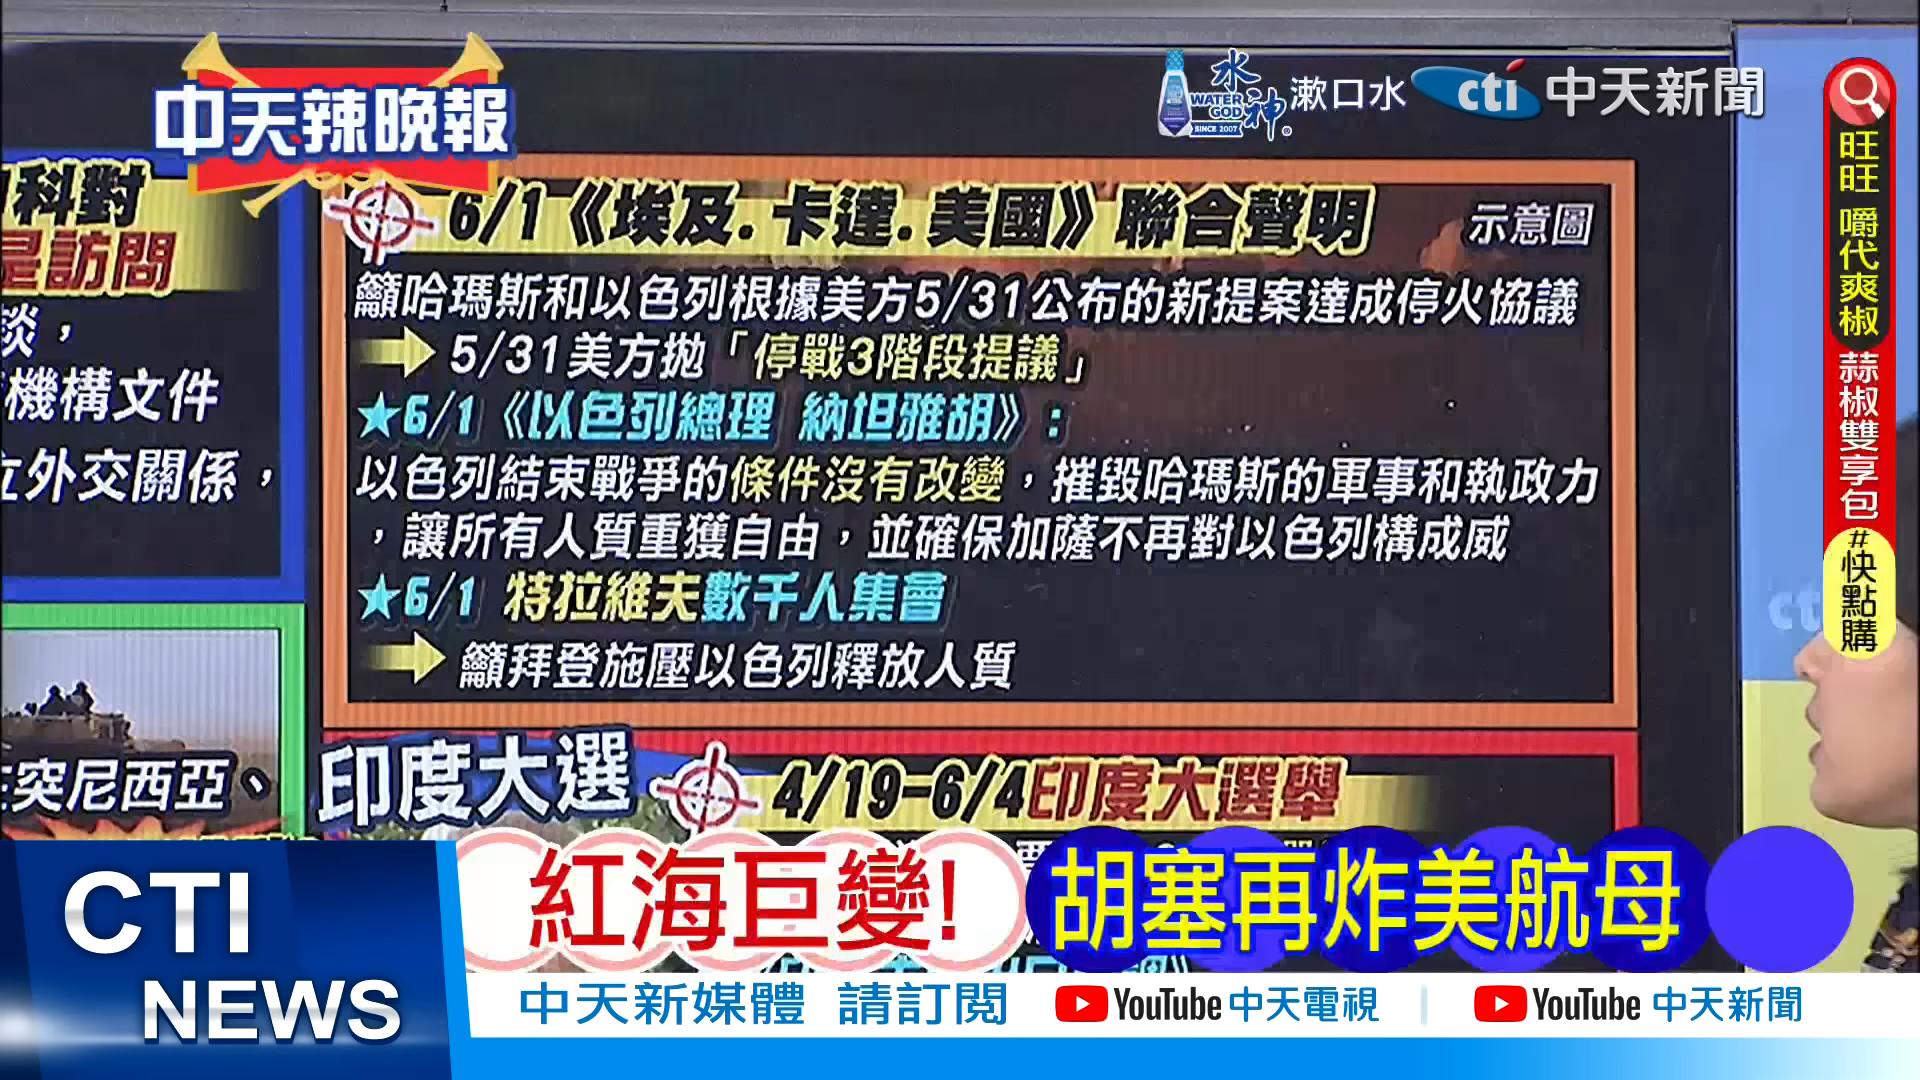 中天辣晚報
水神
WATER GOD
SINCE 2007
漱口水
cti 中天新聞
旺旺 嚼代爽椒 蒜椒雙享包 #快點購
科對
是訪問
談，
機構文件
立外交關係，
突尼西亞、
6/1《埃及.卡達.美國》聯合聲明 示意圖
籲哈瑪斯和以色列根據美方5/31公布的新提案達成停火協議
5/31美方拋「停戰3階段提議」
★6/1《以色列總理 納坦雅胡》:
以色列結束戰爭的條件沒有改變，摧毀哈瑪斯的軍事和執政力
，讓所有人質重獲自由，並確保加薩不再對以色列構成威
★6/1 特拉維夫數千人集會
籲拜登施壓以色列釋放人質
印度大選 4/19-6/4印度大選舉
紅海巨變! 胡塞再炸美航母
CTI
NEWS
中天新媒體 請訂閱 YouTube 中天電視 | YouTube 中天新聞